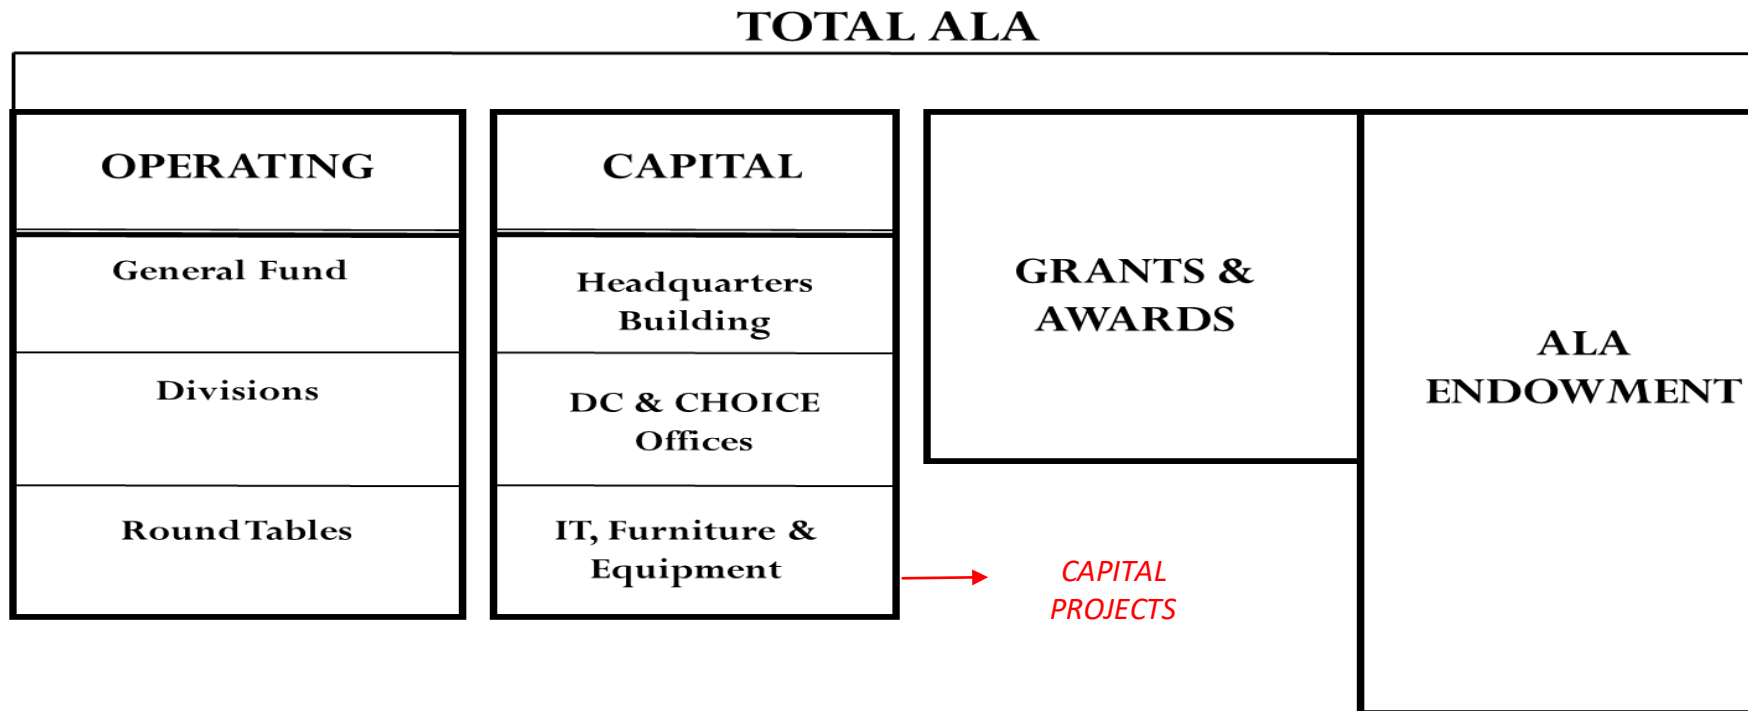 TOTAL ALA
OPERATING
General Fund
Divisions
Round Tables
CAPITAL
Headquarters
Building
DC & CHOICE
Offices
IT, Furniture &
Equipment
CAPITAL
PROJECTS
GRANTS &
AWARDS
ALA
ENDOWMENT